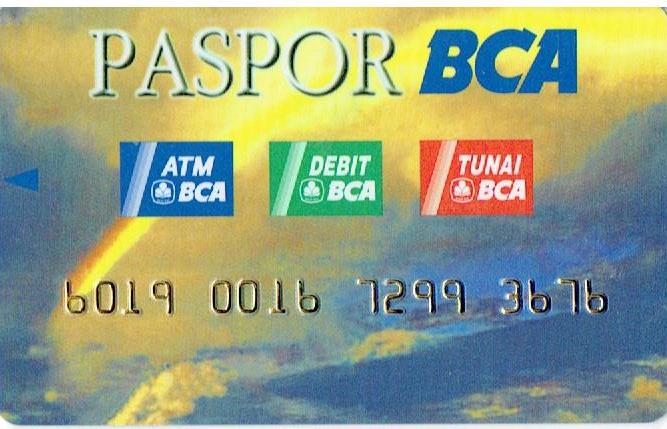 PASPOR BCA
ATM DEBIT TUNAI
BCA BCA BCA
6019 0016 7299 3676